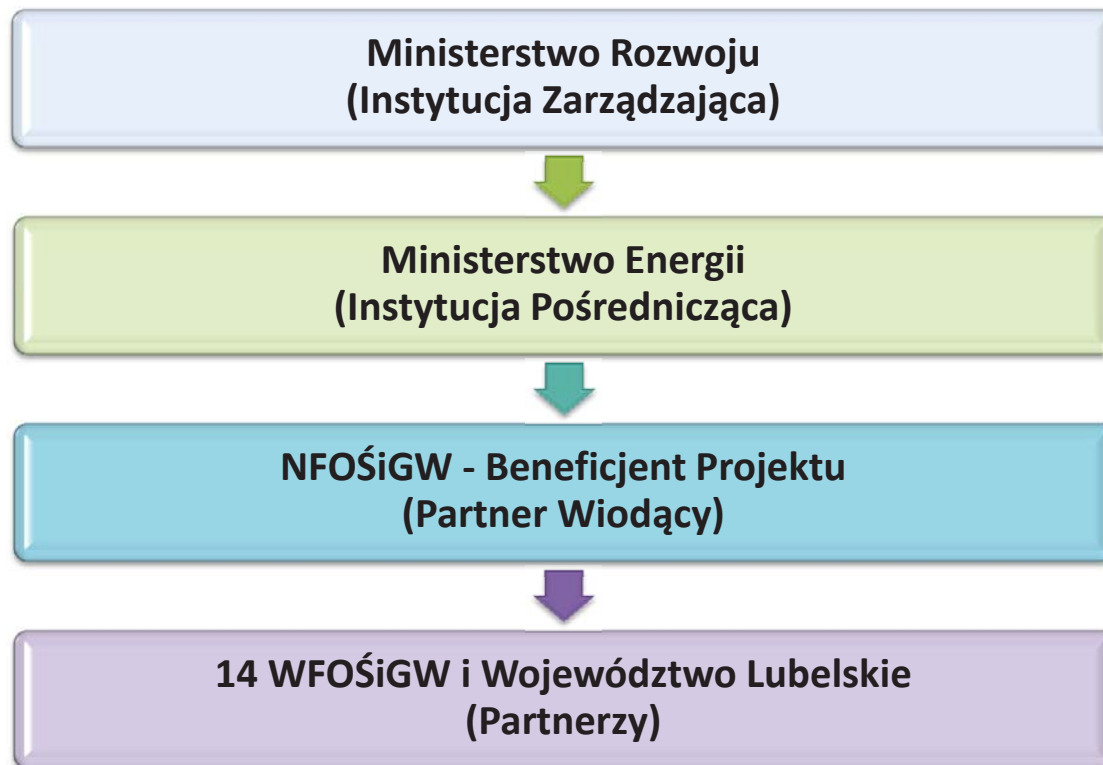 Ministerstwo Rozwoju
(Instytucja Zarządzająca)
Ministerstwo Energii
(Instytucja Pośrednicząca)
NFOŚiGW - Beneficjent Projektu
(Partner Wiodący)
14 WFOŚiGW i Województwo Lubelskie
(Partnerzy)